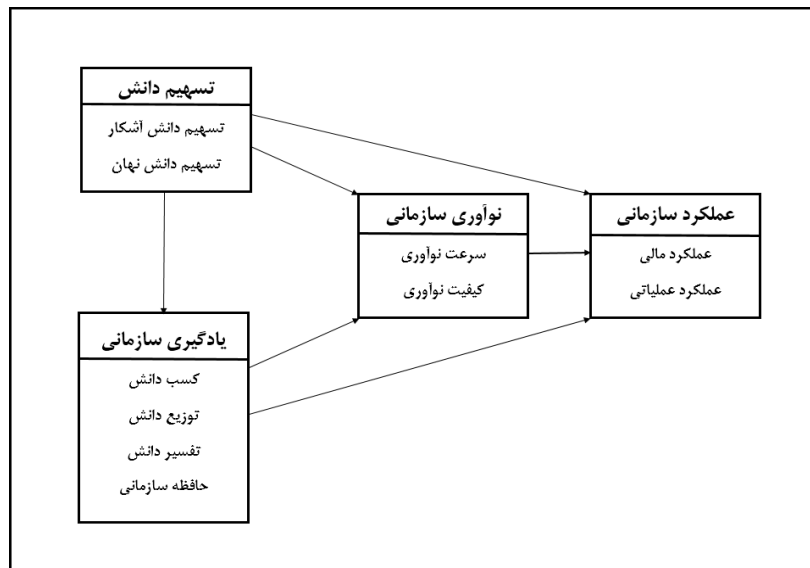 تسهیم دانش
تسهیم دانش آشکار
تسهیم دانش نهان
نوآوری سازمانی
سرعت نوآوری
کیفیت نوآوری
عملکرد سازمانی
عملکرد مالی
عملکرد عملیاتی
یادگیری سازمانی
کسب دانش
توزیع دانش
تفسیر دانش
حافظه سازمانی